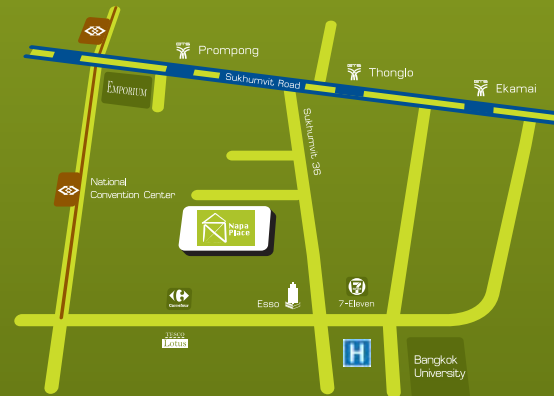 Prompong
Thonglo
Ekamai
Sukhumvit Road
EMPORIUM
Sukhumvit 36
National
Convention Center
Napa
Place
Carrefour
Esso
7
7-Eleven
TESCO
Lotus
H
Bangkok
University